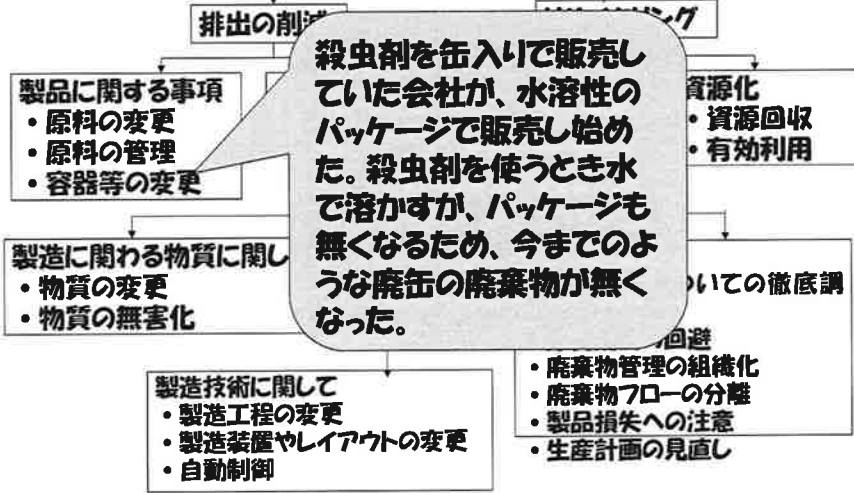 排出の削減
ング
製品に関する事項
・原料の変更
・原料の管理
・容器等の変更
殺虫剤を缶入りで販売し
ていた会社が、水溶性の
パッケージで販売し始め
た。殺虫剤を使うとき水
で溶かすが、パッケージも
無くなるため、今までのよ
うな廃缶の廃棄物が無く
なった。
資源化
・資源回収
・有効利用
製造に関わる物質に関し
・物質の変更
・物質の無害化
ついての徹底調
回避
・廃棄物管理の組織化
・廃棄物フローの分離
・製品損失への注意
・生産計画の見直し
製造技術に関して
・製造工程の変更
・製造装置やレイアウトの変更
・自動制御